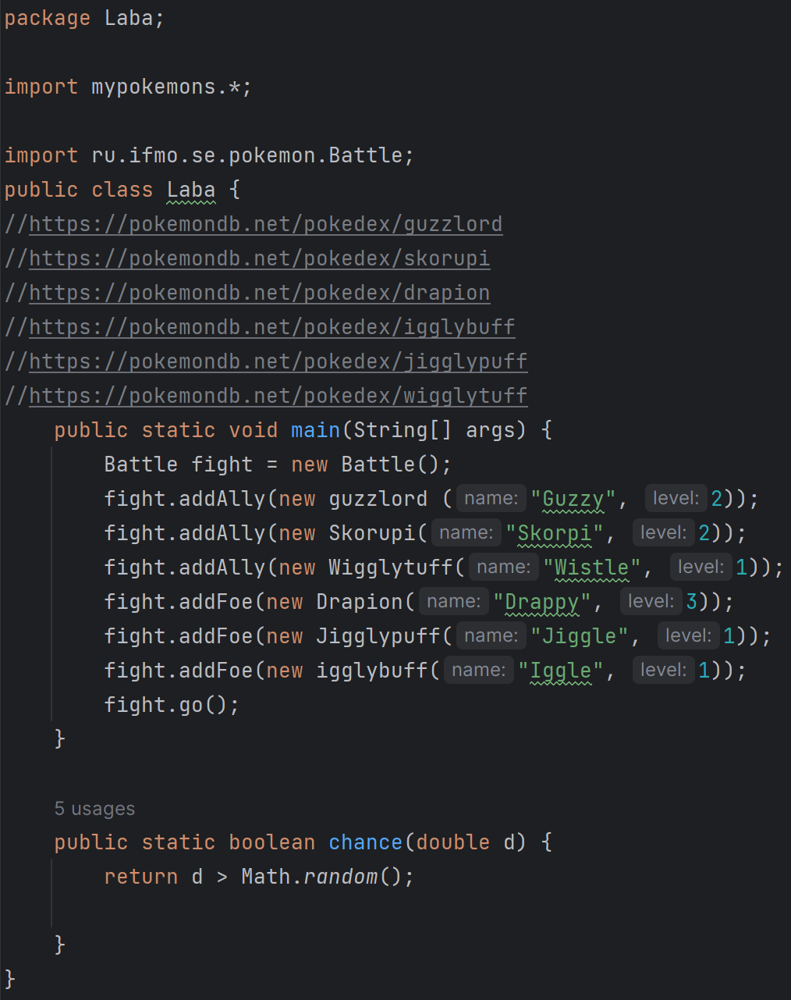 package Laba;
import mypokemons.*;
import ru.ifmo.se.pokemon.Battle;
public class Laba {
//https://pokemondb.net/pokedex/guzzlord
//https://pokemondb.net/pokedex/skorupi
//https://pokemondb.net/pokedex/drapion
//https://pokemondb.net/pokedex/igglybuff
//https://pokemondb.net/pokedex/jigglypuff
//https://pokemondb.net/pokedex/wigglytuff
public static void main(String[] args) {
Battle fight = new Battle();
fight.addAlly(new guzzlord ( name: "Guzzy", level: 2));
fight.addAlly(new Skorupi( name: "Skorpi", level: 2));
fight.addAlly(new Wigglytuff( name: "Wistle", level: 1));
fight.addFoe(new Drapion( name: "Drappy", level: 3));
fight.addFoe(new Jigglypuff( name: "Jiggle", level: 1));
fight.addFoe(new igglybuff( name: "Iggle", level: 1));
fight.go();
}
5 usages
public static boolean chance(double d) {
return d > Math.random();
}
}